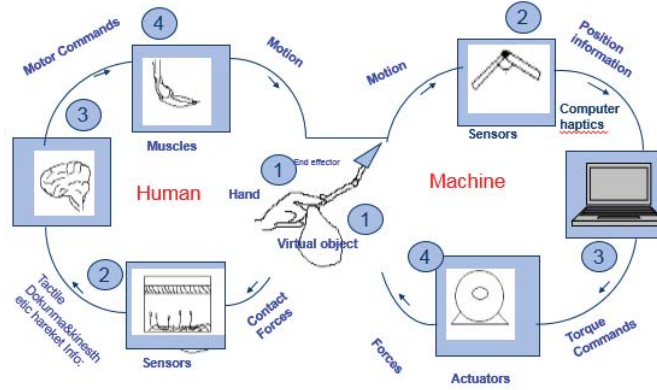 4
Motor Commands
Motion
Muscles
3
Human
2
Tactile
Dokunma&kinesth
etic hareket Info:
Sensors
Contact
Forces
1
End effector
Hand
Virtual object
1
Machine
Motion
2
Position
information
Sensors
Computer
haptics
3
Torque
Commands
4
Actuators
Forces